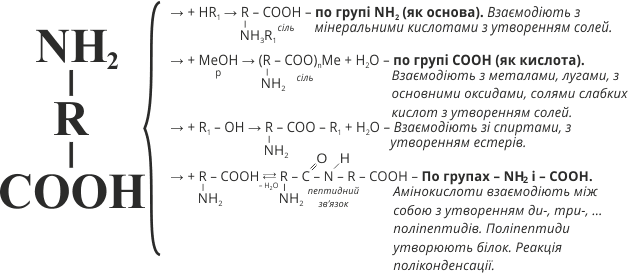 NH₂
R
COOH
→ + HR₁ → R – COOH – по групі NH₂ (як основа). Взаємодіють з
сіль мінеральними кислотами з утворенням солей.
NH₃R₁
→ + MeOH → (R – COO)ₙMe + H₂O – по групі COOH (як кислота).
р NH₂ сіль Взаємодіють з металами, лугами, з
основними оксидами, солями слабких
кислот з утворенням солей.
→ + R₁ – OH → R – COO – R₁ + H₂O – Взаємодіють зі спиртами, з
NH₂ утворенням естерів.
O H
→ + R – COOH ⇄ R – C – N – R – COOH – По групах – NH₂ і – COOH.
– H₂O
NH₂ NH₂ пептидний Амінокислоти взаємодіють між
зв’язок собою з утворенням ди-, три-, ...
поліпептидів. Поліпептиди
утворюють білок. Реакція
поліконденсації.